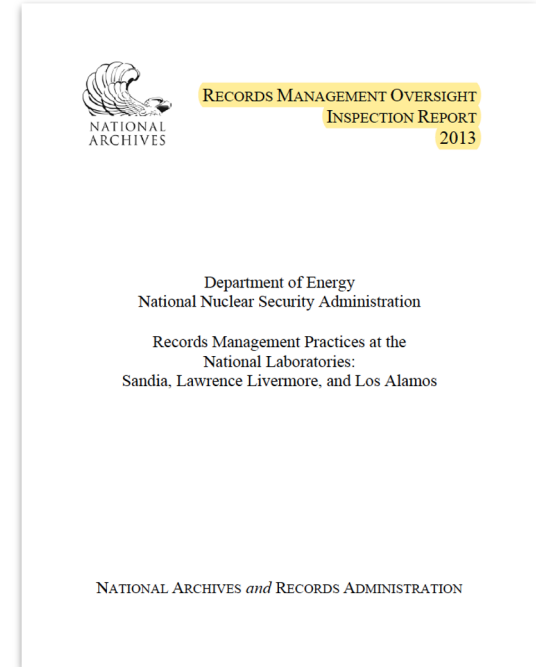 NATIONAL
ARCHIVES
RECORDS MANAGEMENT OVERSIGHT
INSPECTION REPORT
2013
Department of Energy
National Nuclear Security Administration
Records Management Practices at the
National Laboratories:
Sandia, Lawrence Livermore, and Los Alamos
NATIONAL ARCHIVES and RECORDS ADMINISTRATION